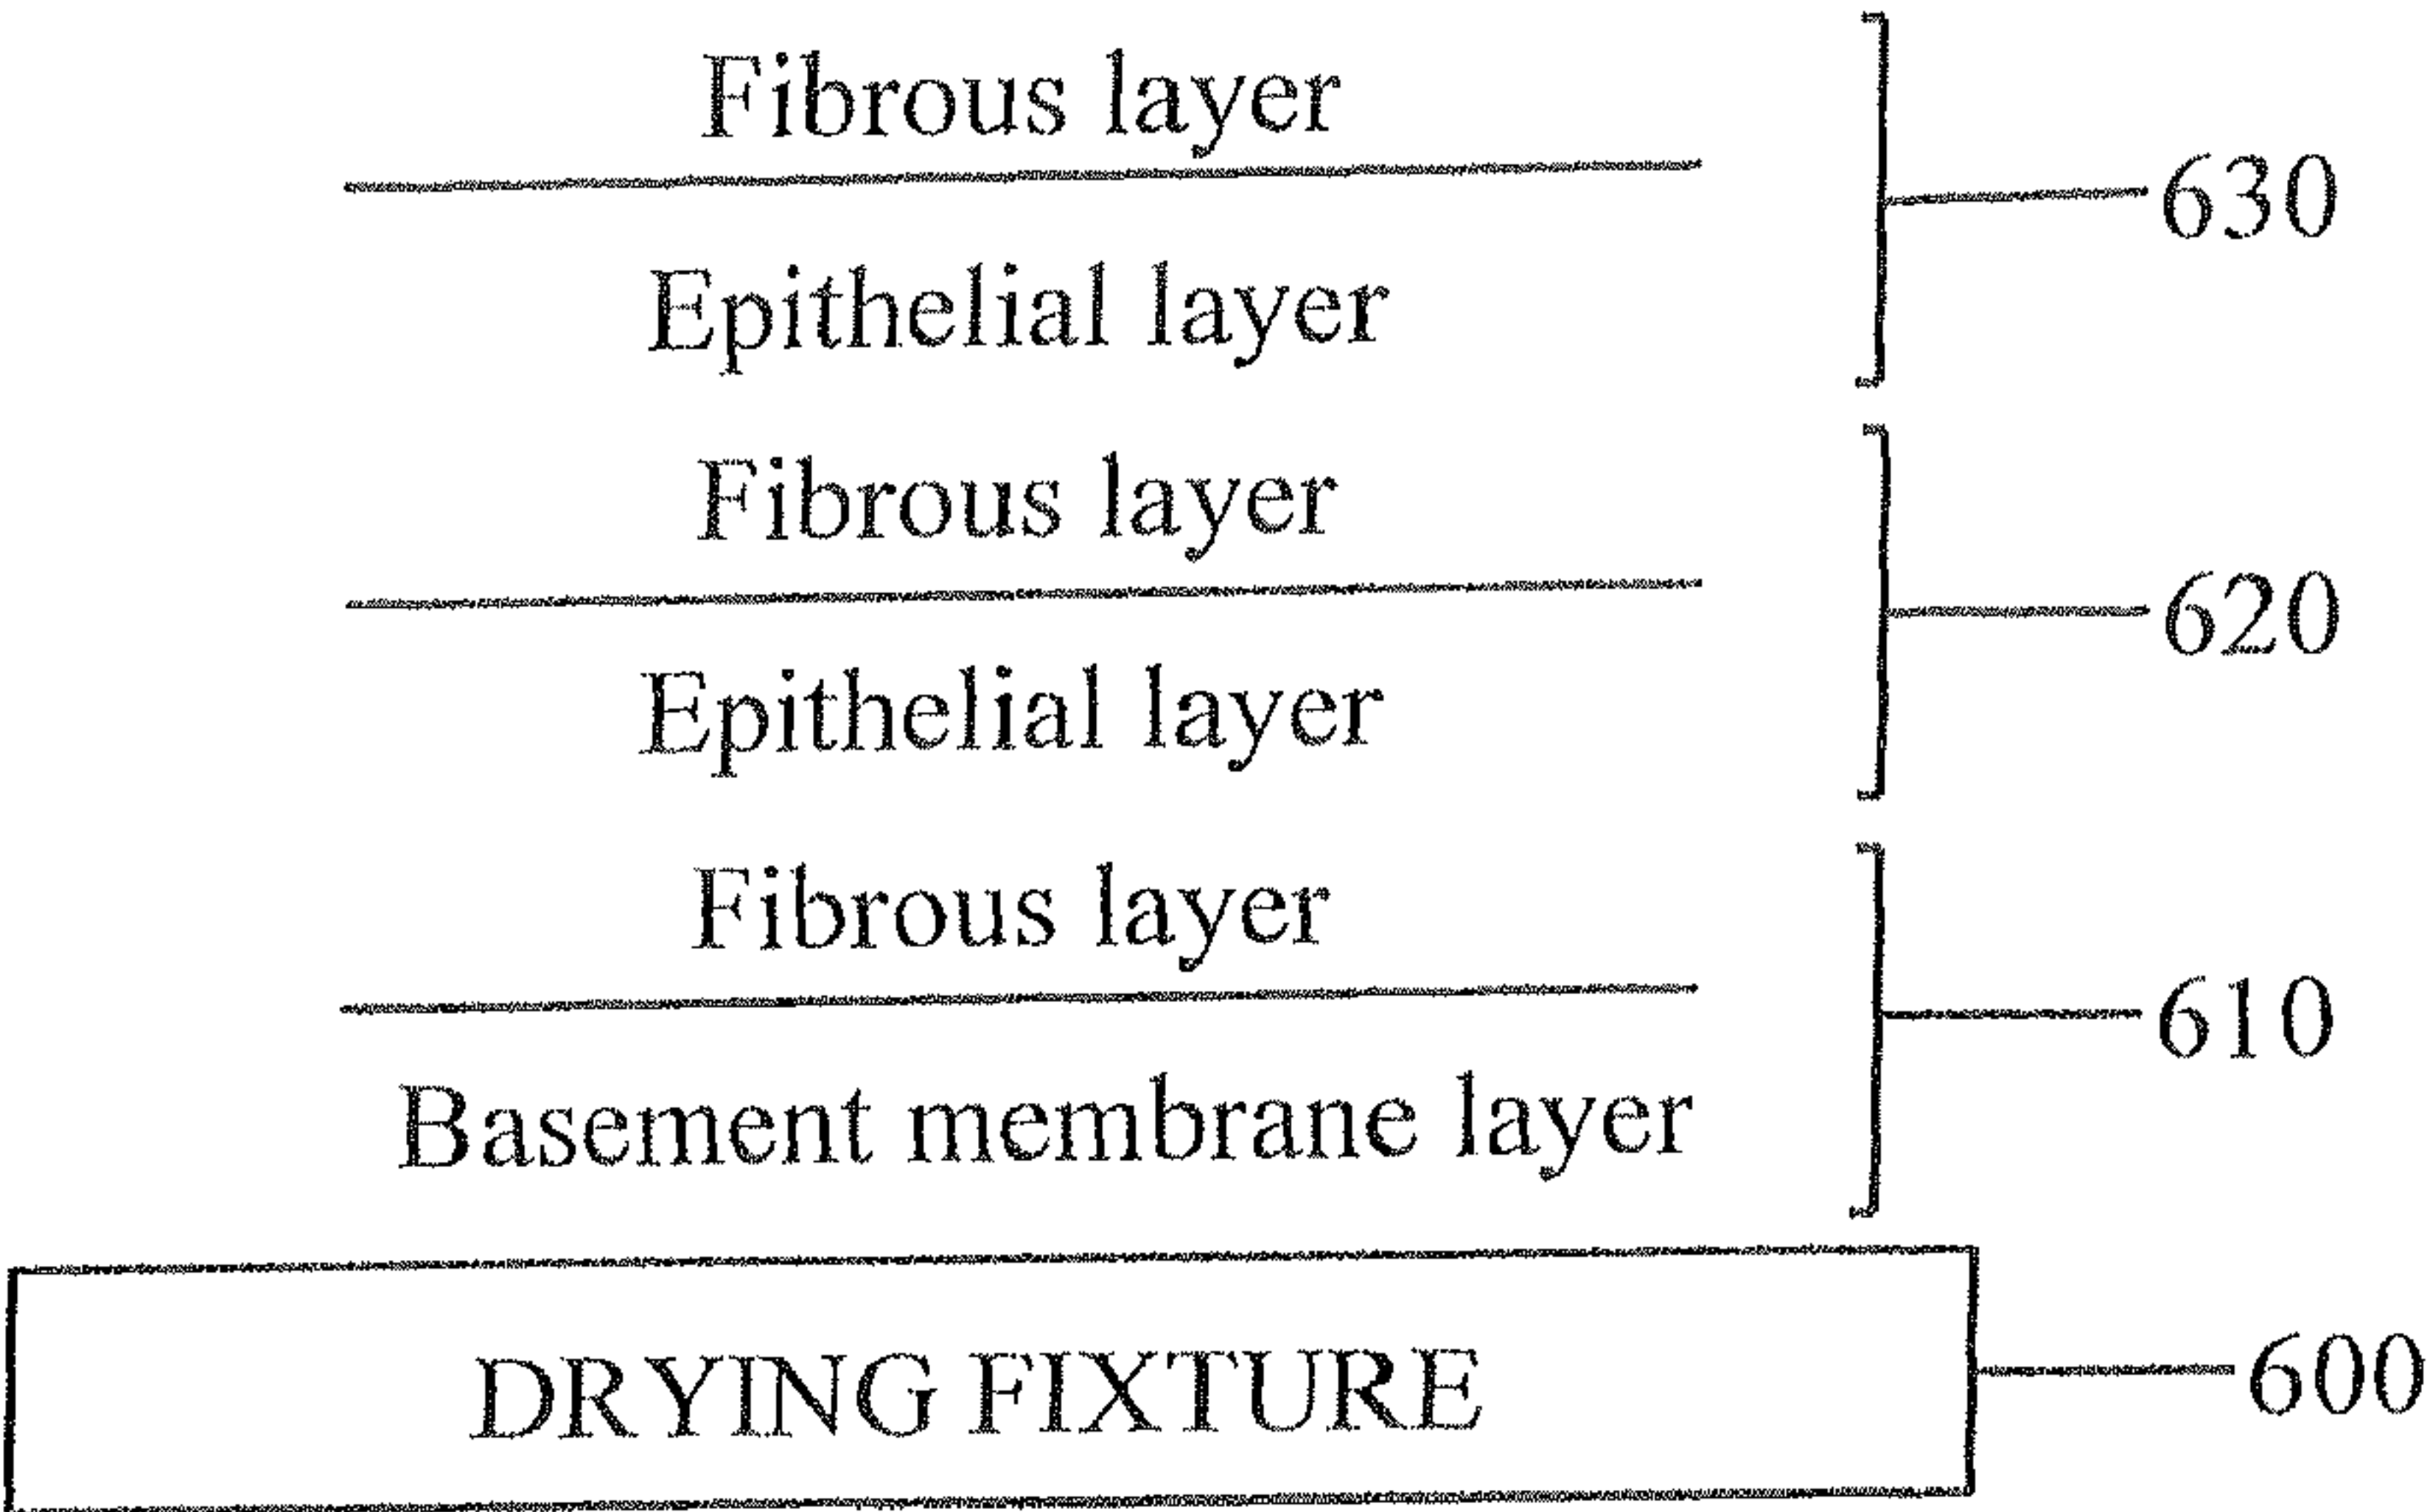 Fibrous layer
630
Epithelial layer
Fibrous layer
620
Epithelial layer
Fibrous layer
610
Basement membrane layer
DRYING FIXTURE
600